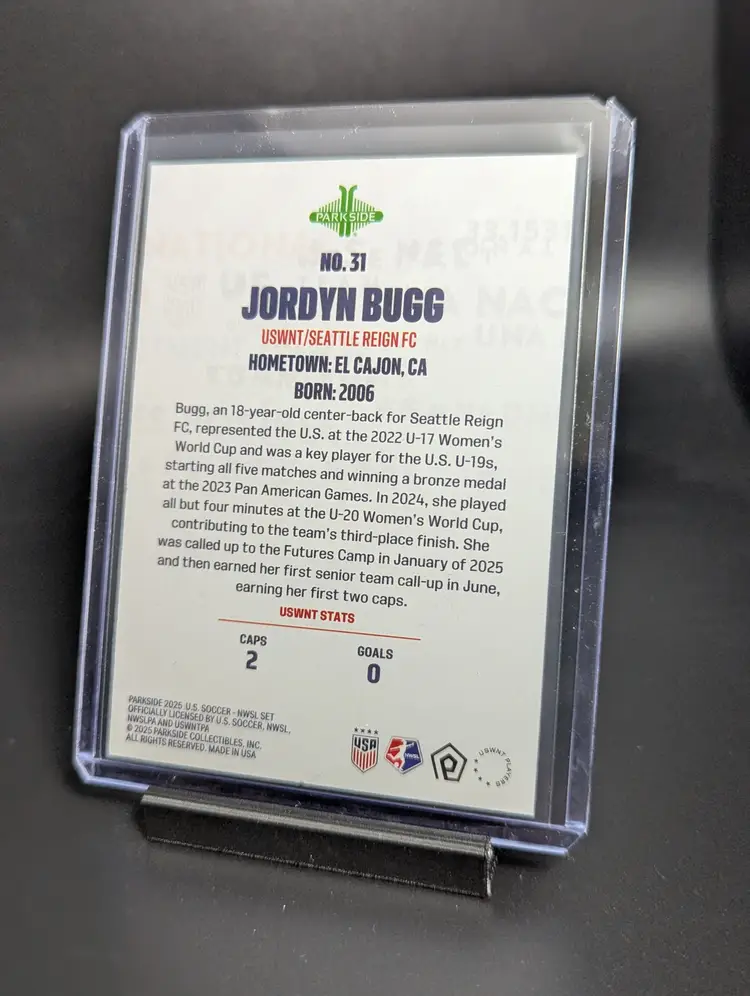 PARKSIDE
NO. 31
JORDYN BUGG
USWNT/SEATTLE REIGN FC
HOMETOWN: EL CAJON, CA
BORN: 2006
Bugg, an 18-year-old center-back for Seattle Reign
FC, represented the U.S. at the 2022 U-17 Women's
World Cup and was a key player for the U.S. U-19s,
starting all five matches and winning a bronze medal
at the 2023 Pan American Games. In 2024, she played
all but four minutes at the U-20 Women's World Cup,
contributing to the team's third-place finish. She
was called up to the Futures Camp in January of 2025
and then earned her first senior team call-up in June,
earning her first two caps.
USWNT STATS
CAPS GOALS
2 0
PARKSIDE 2025 U.S. SOCCER - NWSL SET
OFFICIALLY LICENSED BY U.S. SOCCER, NWSL,
NWSLPA AND USWNTPA
© 2025 PARKSIDE COLLECTIBLES, INC.
ALL RIGHTS RESERVED. MADE IN USA
USA
NWSL
USWNT PLAYERS